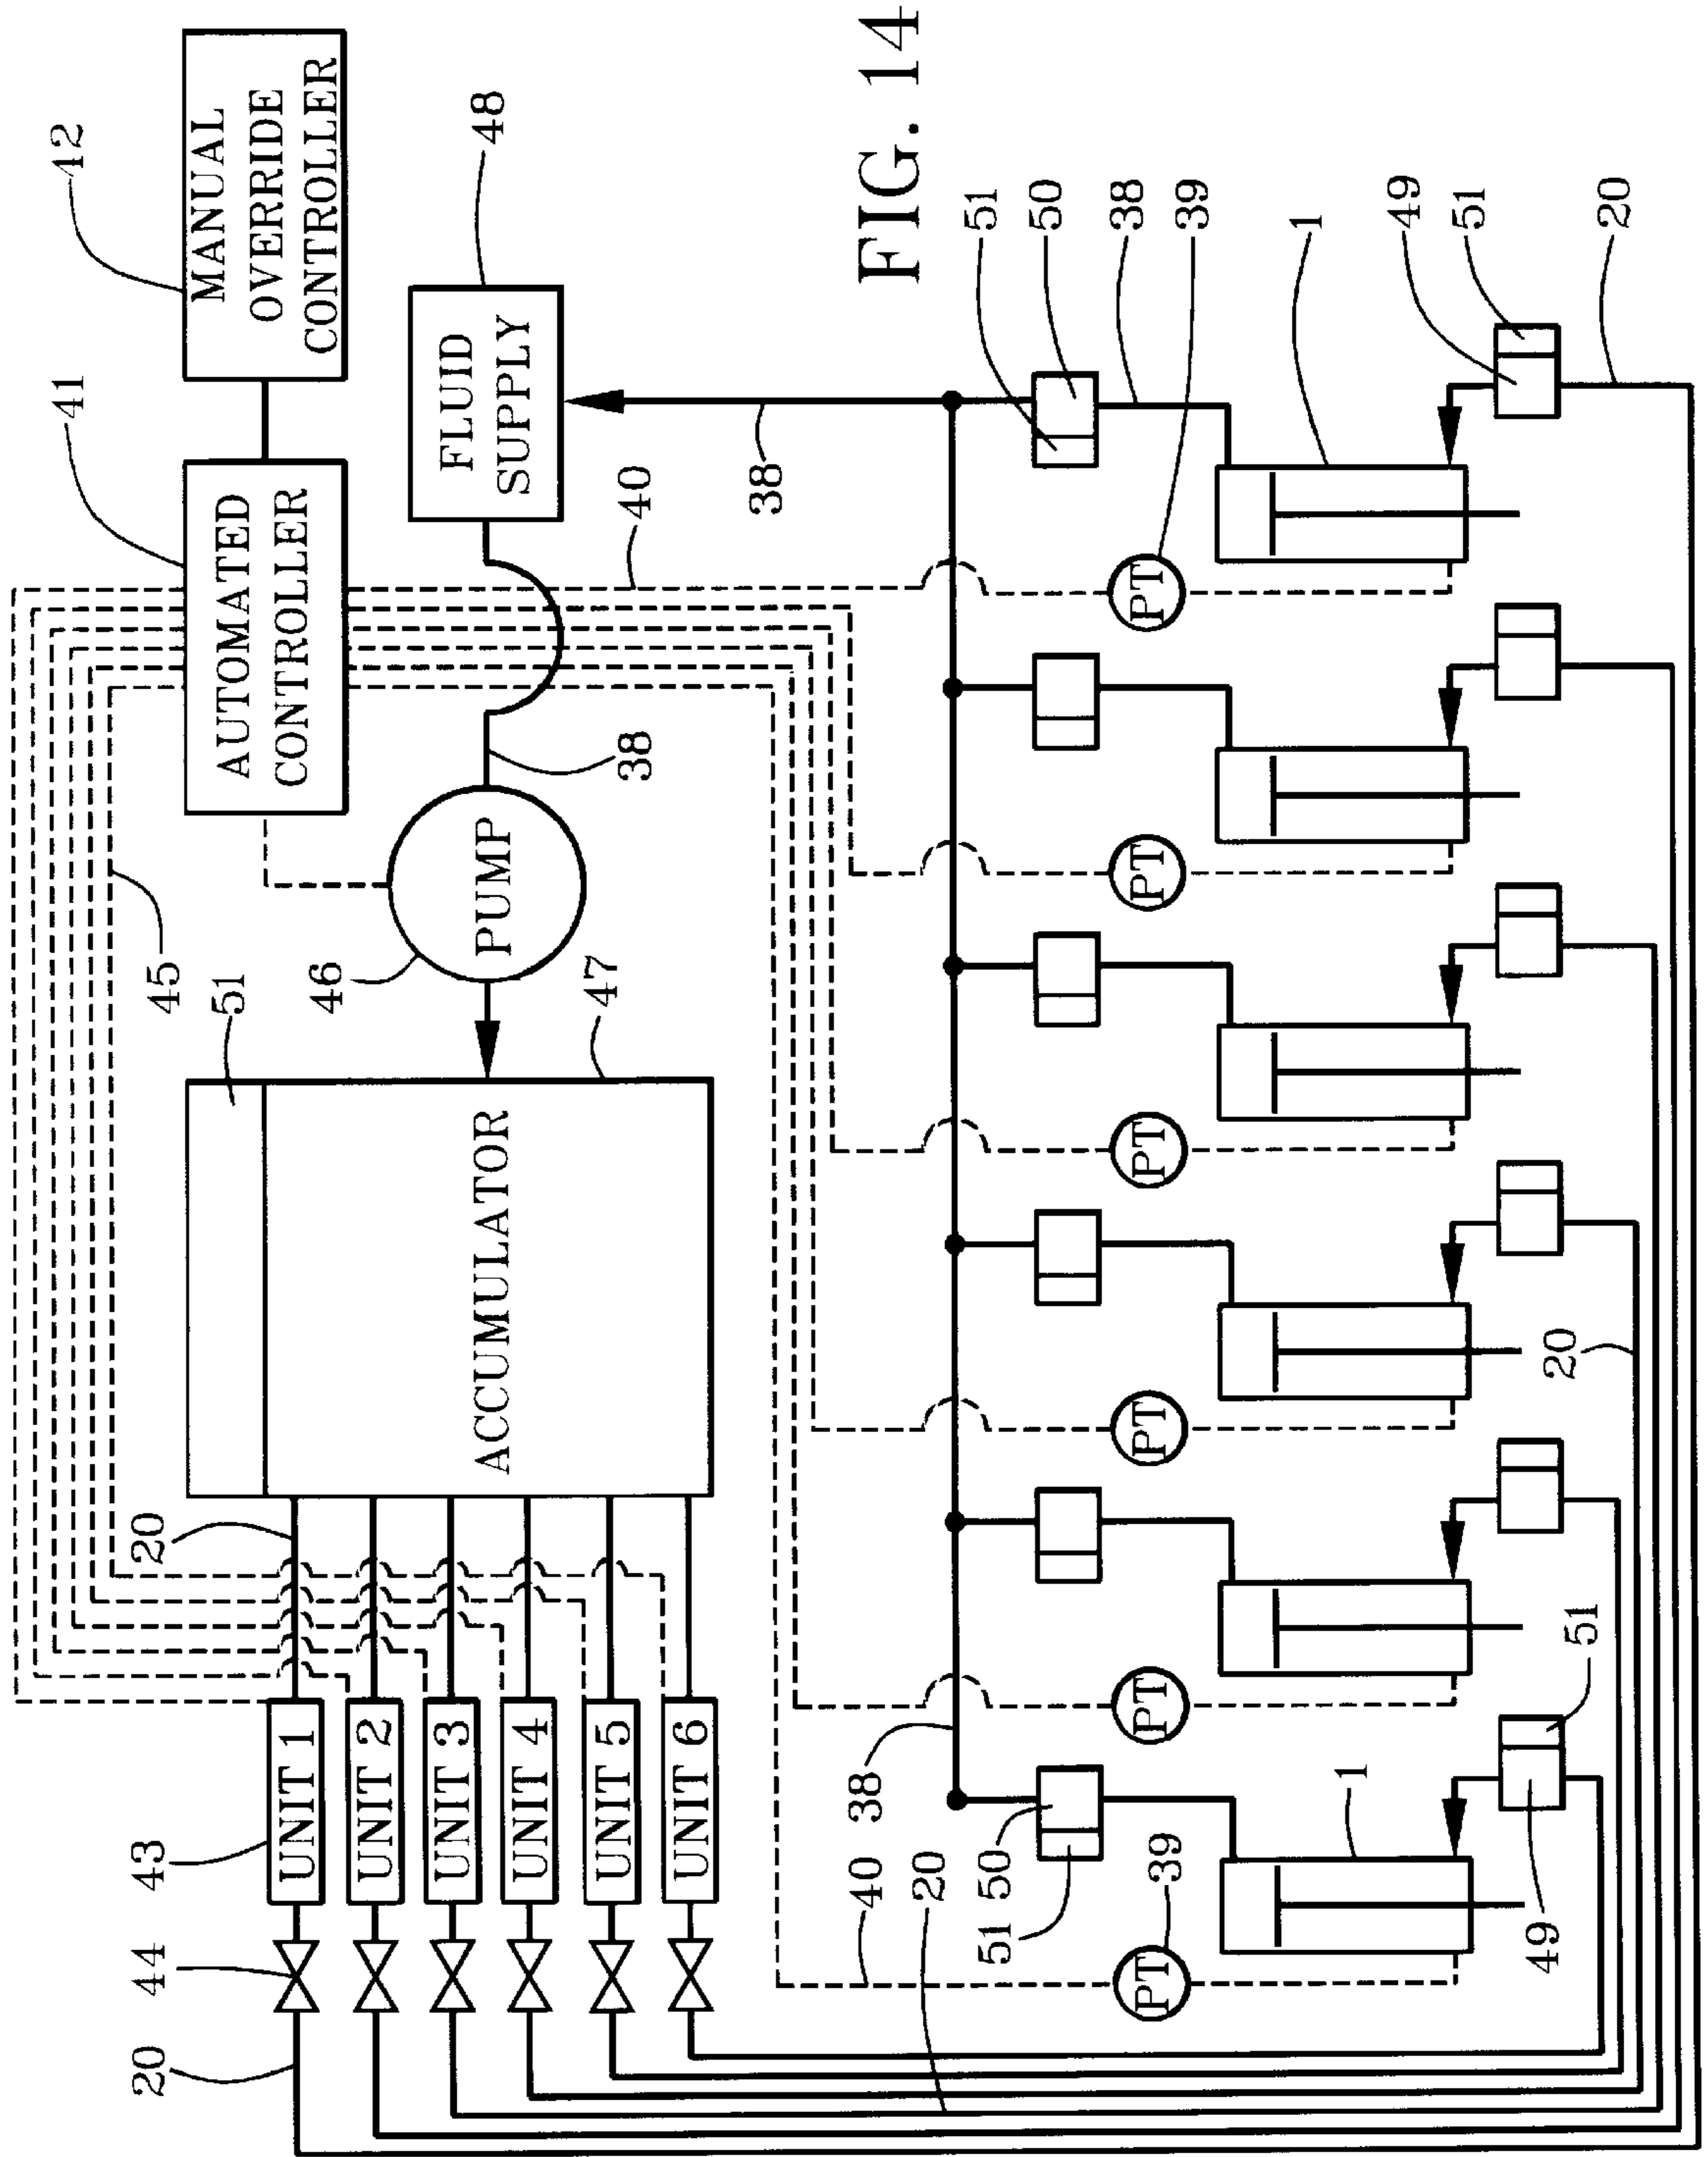 42
41
20
44
43
20
45
51
MANUAL
OVERRIDE
CONTROLLER
AUTOMATED
CONTROLLER
UNIT 1
UNIT 2
UNIT 3
UNIT 4
UNIT 5
UNIT 6
46
ACCUMULATOR
PUMP
FLUID
SUPPLY
48
47
38
40
38
FIG. 14
40
38
20
51
50
51
50
38
39
39
PT
PT
PT
PT
PT
PT
1
1
49
51
49
20
51
20